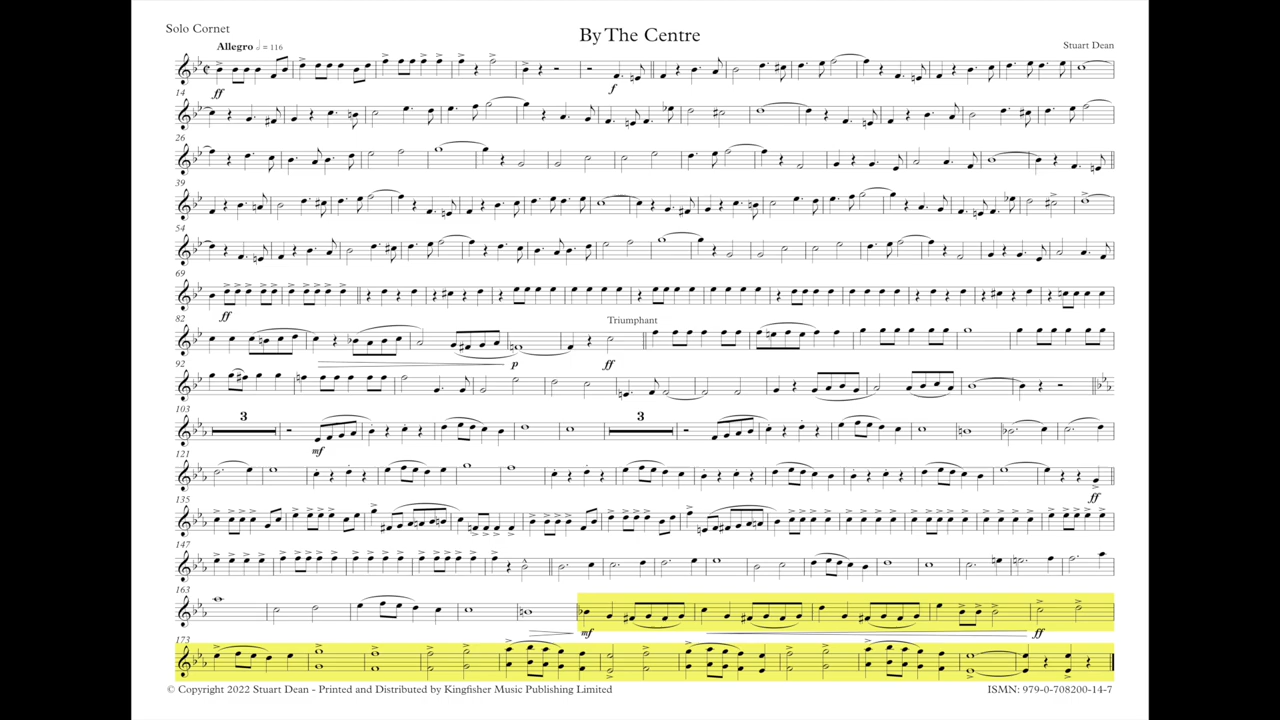 Solo Cornet
By The Centre
Allegro 𝅗𝅥 = 116
Stuart Dean
ff
f
14
26
39
54
69
ff
82
Triumphant
p
ff
92
103
3
3
mf
121
ff
135
147
163
mf
ff
173
© Copyright 2022 Stuart Dean - Printed and Distributed by Kingfisher Music Publishing Limited
ISMN: 979-0-708200-14-7